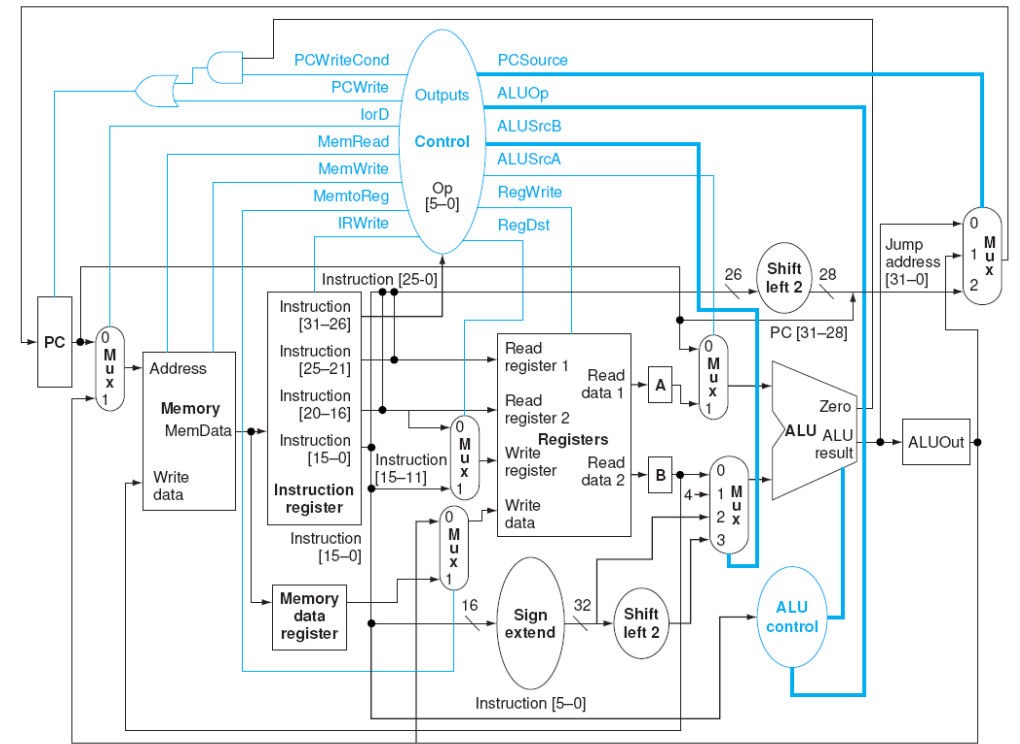 PCWriteCond
PCWrite
IorD
MemRead
MemWrite
MemtoReg
IRWrite
Outputs
Control
Op
[5–0]
PCSource
ALUOp
ALUSrcB
ALUSrcA
RegWrite
RegDst
PC
0
M
u
x
1
Address
Memory
MemData
Write
data
Instruction [25-0]
Instruction
[31–26]
Instruction
[25–21]
Instruction
[20–16]
Instruction
[15–0]
Instruction
register
Instruction
[15–0]
Memory
data
register
Instruction
[15–11]
0
M
u
x
1
0
M
u
x
1
Read
register 1
Read
register 2
Registers
Write
register
Write
data
Read
data 1
Read
data 2
16
Sign
extend
32
Shift
left 2
Instruction [5–0]
A
B
0
M
u
x
1
4
0
1
2
3
M
u
x
26
Shift
left 2
28
PC [31–28]
Jump
address
[31–0]
0
1
2
M
u
x
Zero
ALU
ALU
result
ALUOut
ALU
control